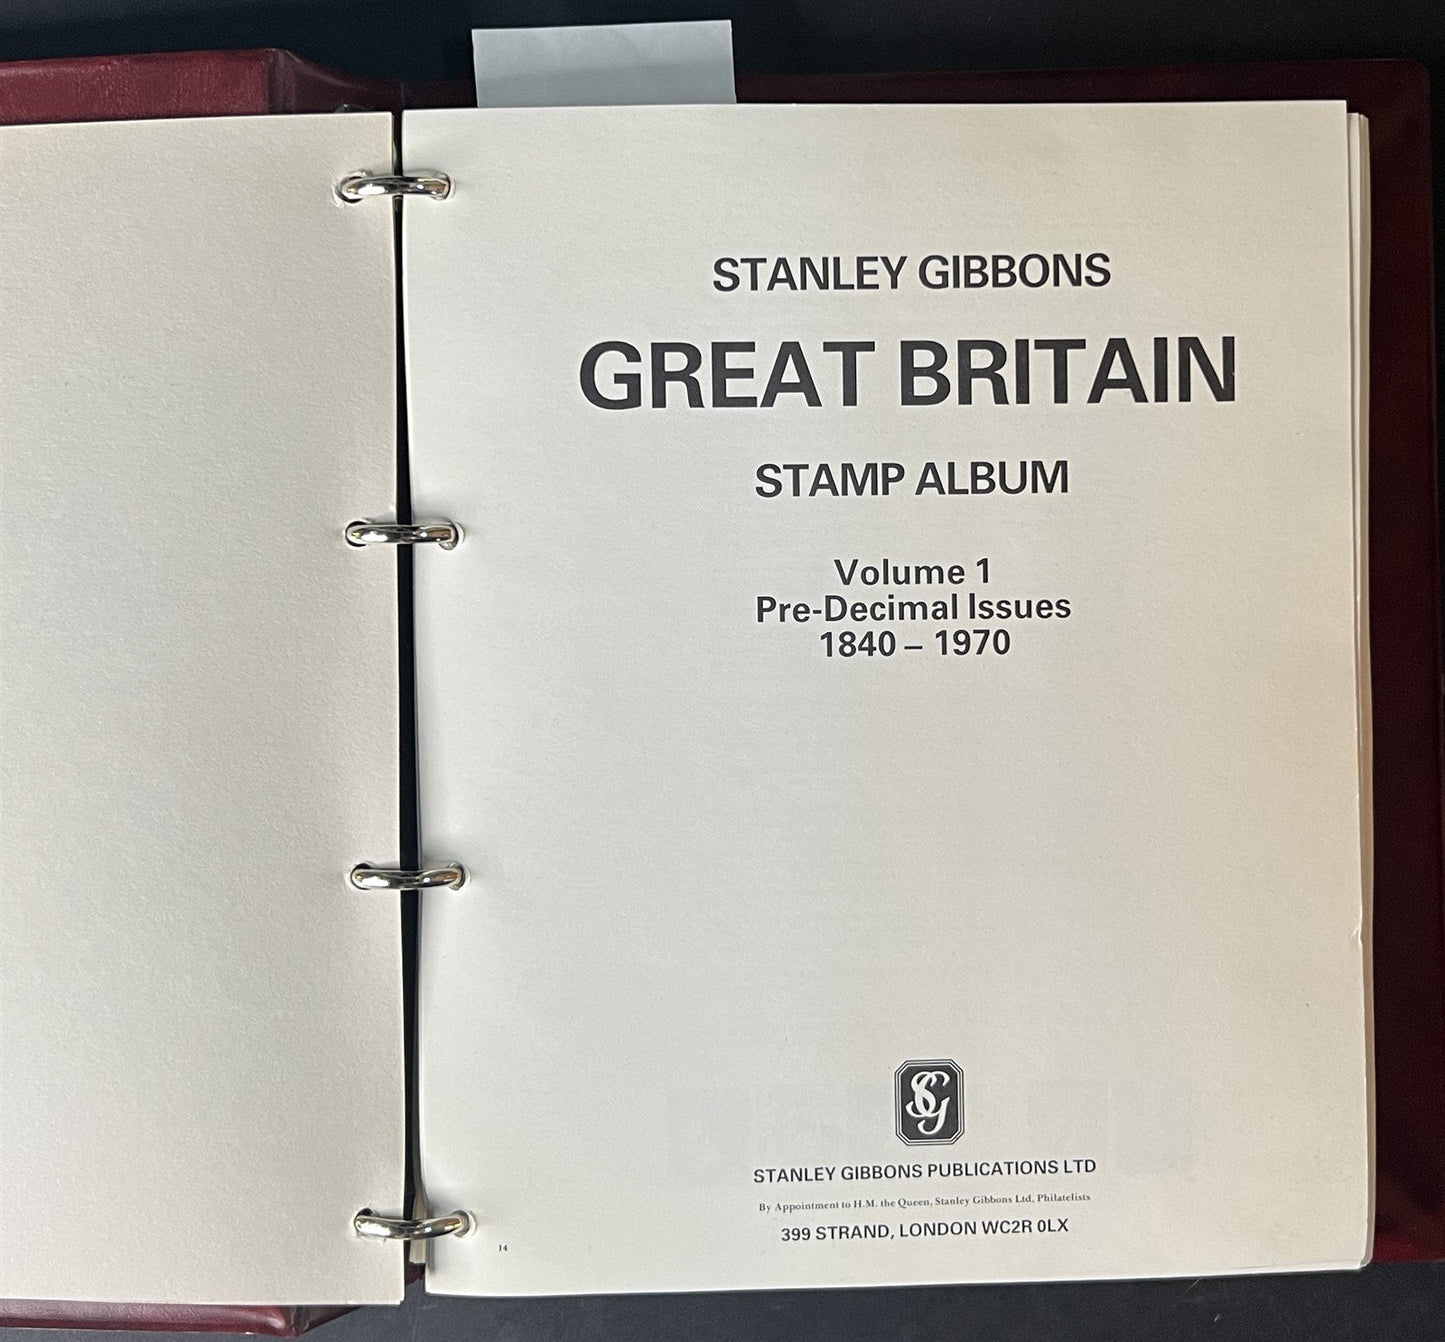 STANLEY GIBBONS
GREAT BRITAIN
STAMP ALBUM
Volume 1
Pre-Decimal Issues
1840 – 1970
SG
STANLEY GIBBONS PUBLICATIONS LTD
By Appointment to H.M. the Queen, Stanley Gibbons Ltd, Philatelists
399 STRAND, LONDON WC2R 0LX
14